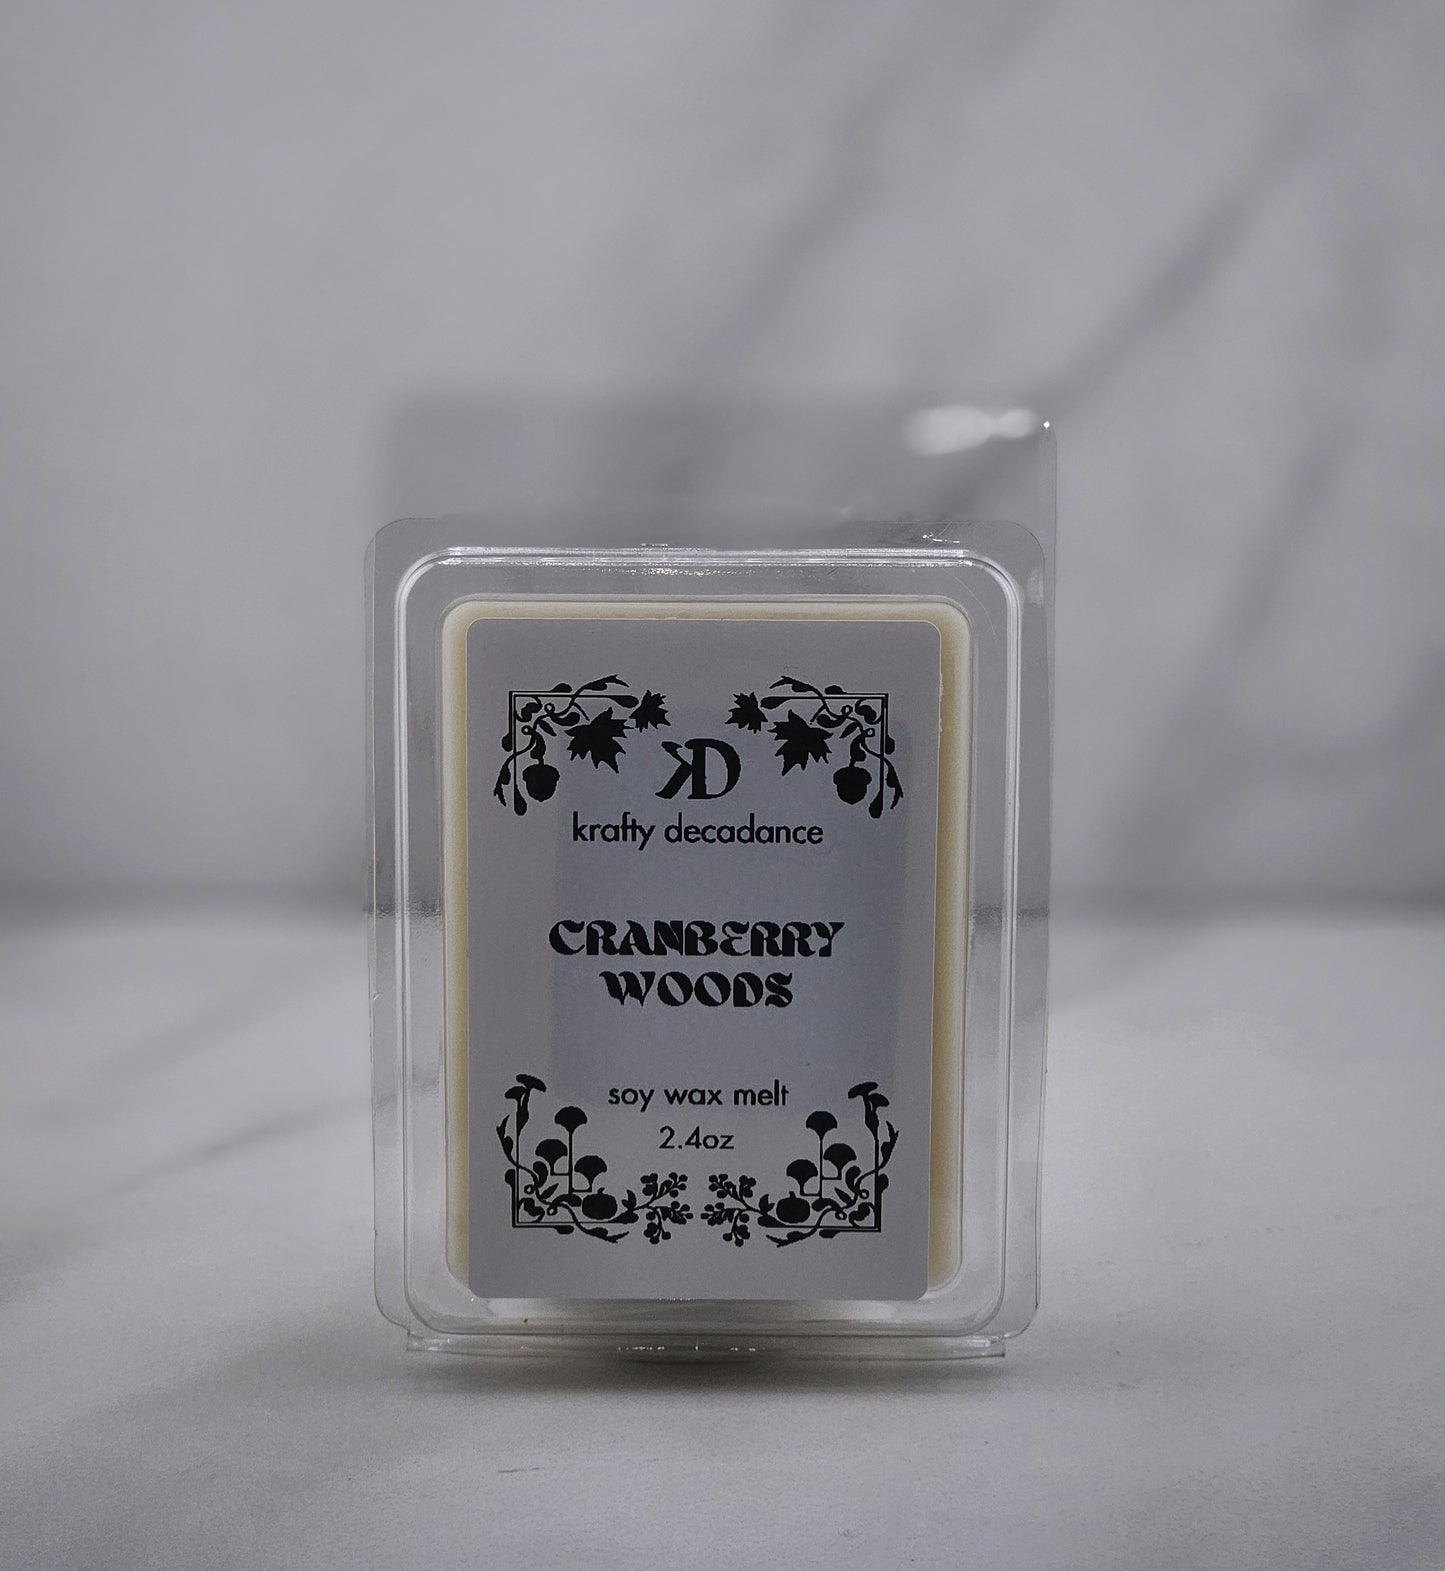 KD
krafty decadance
CRANBERRY
WOODS
soy wax melt
2.4oz